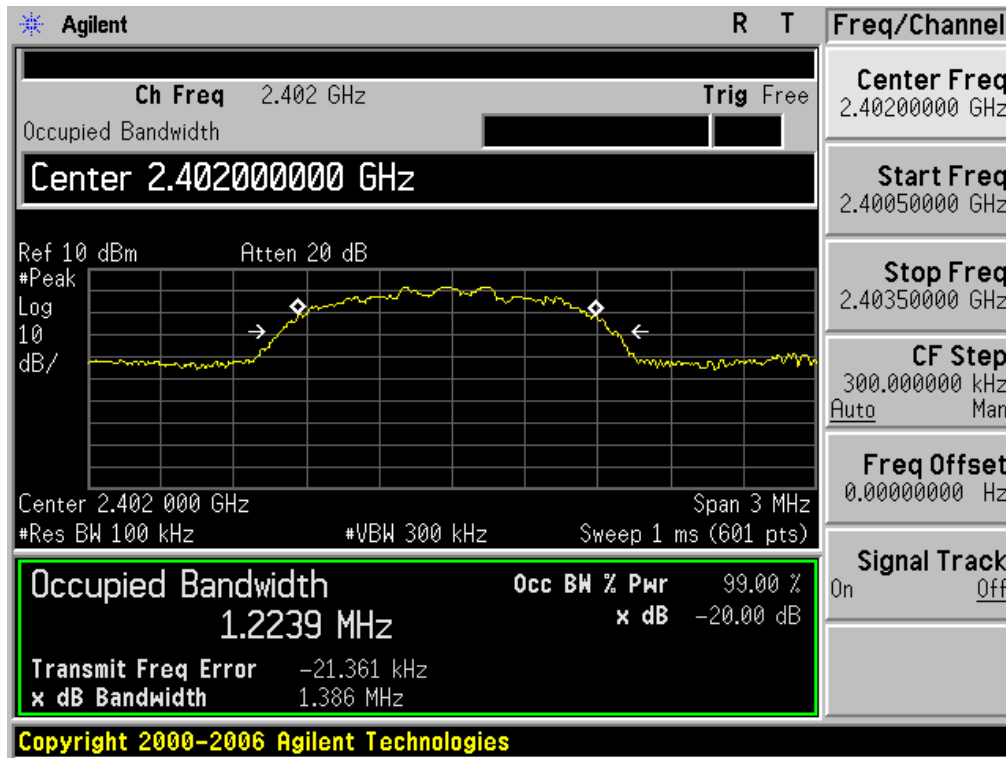 Agilent R T Freq/Channel
Ch Freq 2.402 GHz Trig Free
Occupied Bandwidth
Center 2.402000000 GHz
Ref 10 dBm Atten 20 dB
#Peak
Log
10
dB/
Center 2.402 000 GHz Span 3 MHz
#Res BW 100 kHz #VBW 300 kHz Sweep 1 ms (601 pts)
Occupied Bandwidth Occ BW % Pwr 99.00 %
1.2239 MHz x dB -20.00 dB
Transmit Freq Error -21.361 kHz
x dB Bandwidth 1.386 MHz
Center Freq
2.40200000 GHz
Start Freq
2.40050000 GHz
Stop Freq
2.40350000 GHz
CF Step
300.000000 kHz
Auto Man
Freq Offset
0.00000000 Hz
Signal Track
On Off
Copyright 2000-2006 Agilent Technologies